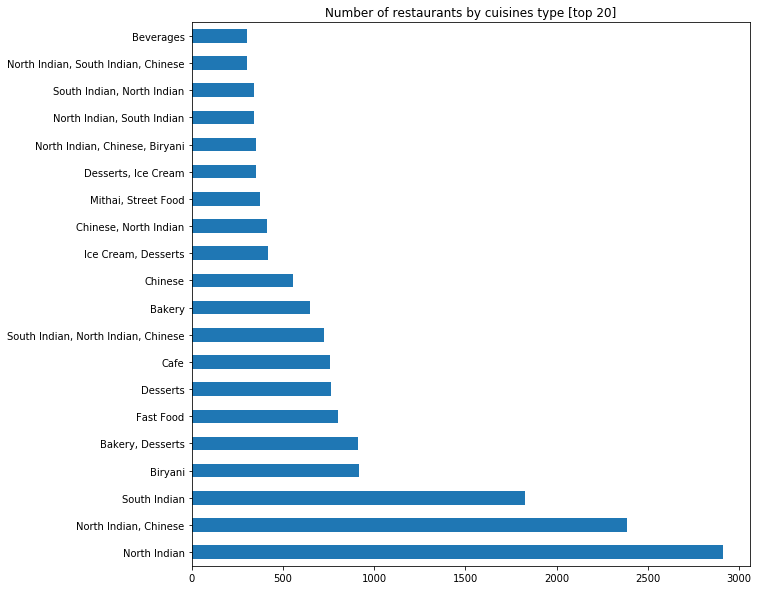 Number of restaurants by cuisines type [top 20]
Beverages
North Indian, South Indian, Chinese
South Indian, North Indian
North Indian, South Indian
North Indian, Chinese, Biryani
Desserts, Ice Cream
Mithai, Street Food
Chinese, North Indian
Ice Cream, Desserts
Chinese
Bakery
South Indian, North Indian, Chinese
Cafe
Desserts
Fast Food
Bakery, Desserts
Biryani
South Indian
North Indian, Chinese
North Indian
0 500 1000 1500 2000 2500 3000